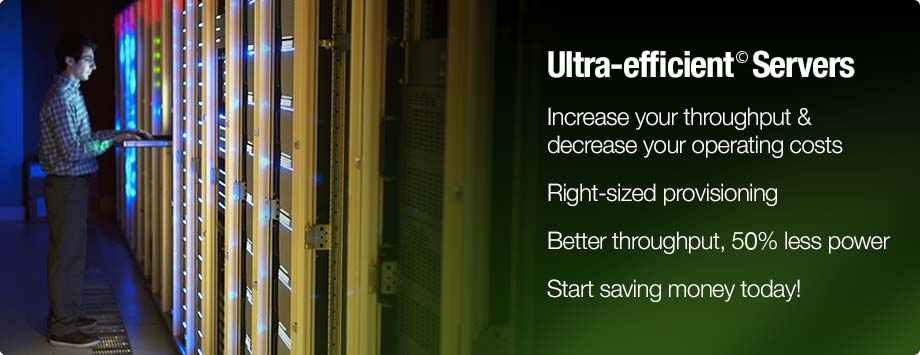 Ultra-efficient© Servers
Increase your throughput &
decrease your operating costs
Right-sized provisioning
Better throughput, 50% less power
Start saving money today!